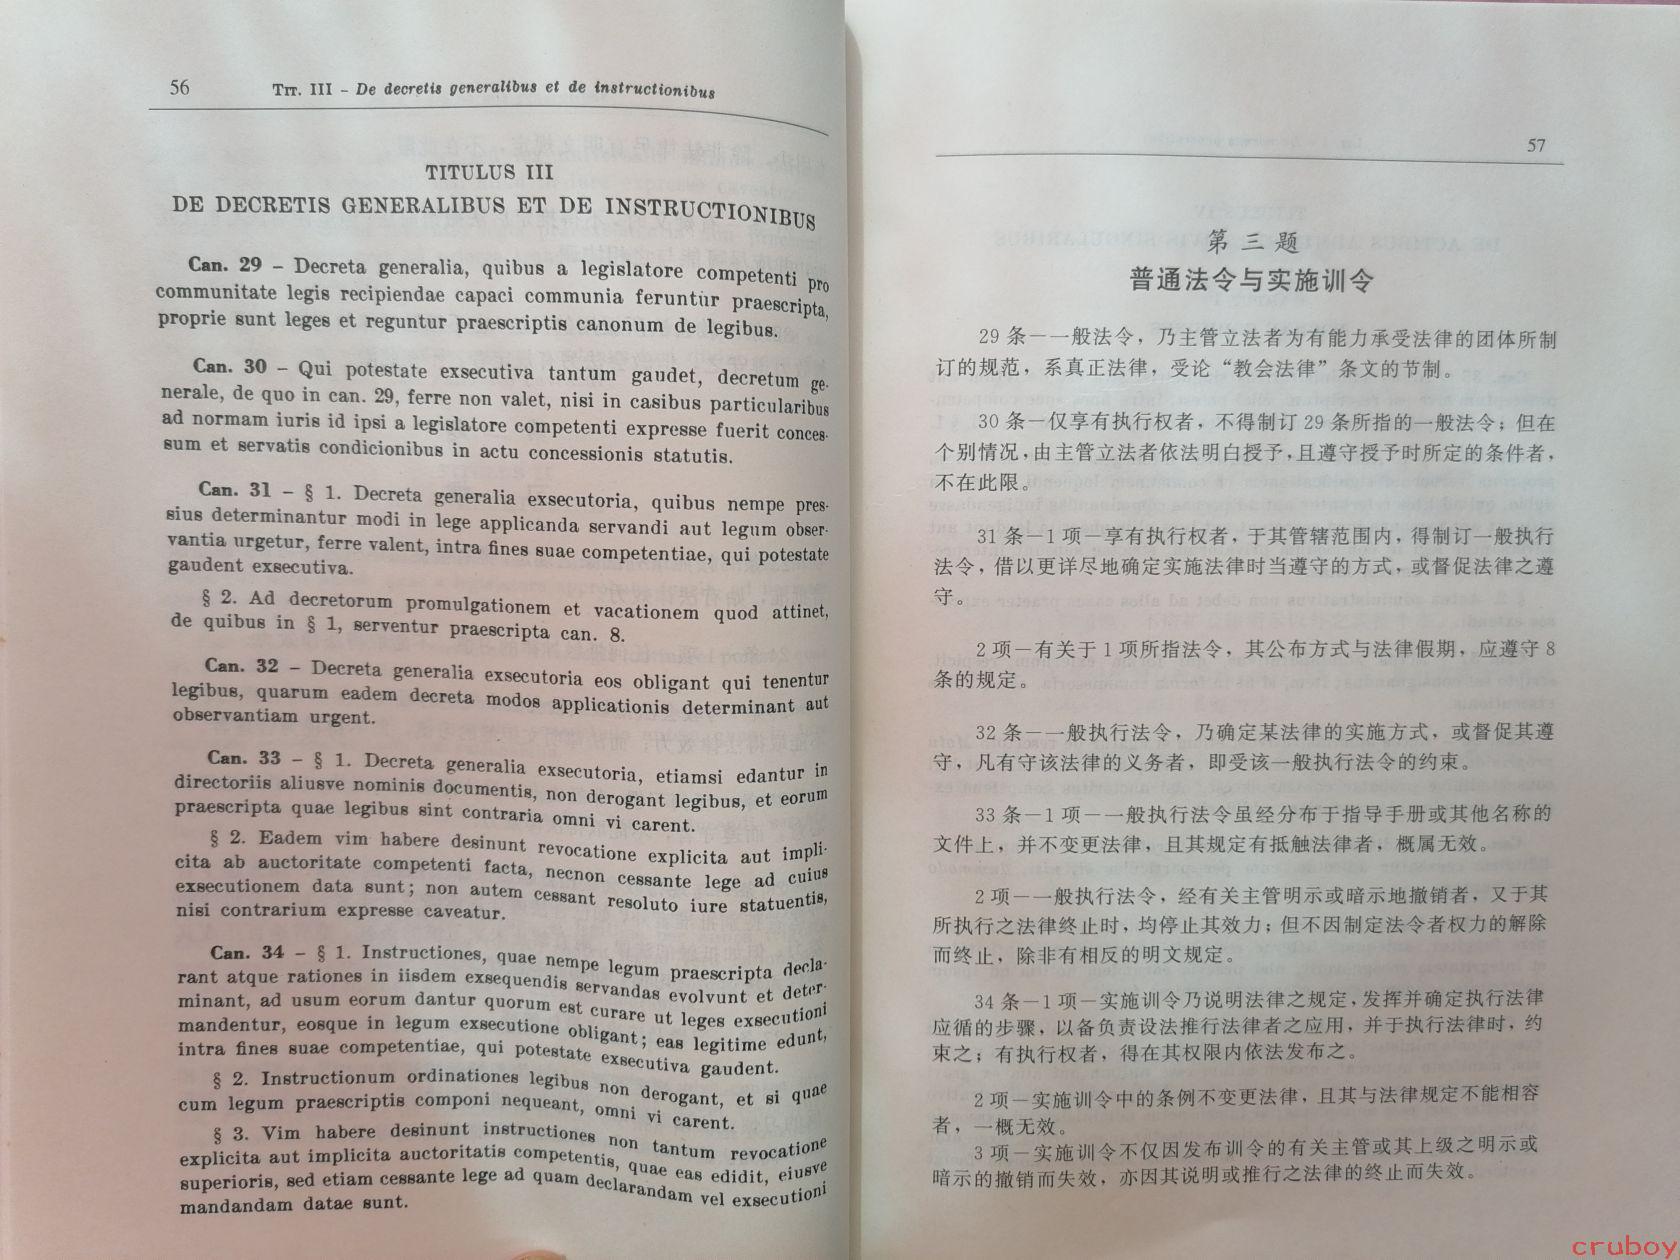 56 Tit. III – De decretis generalibus et de instructionibus
TITULUS III
DE DECRETIS GENERALIBUS ET DE INSTRUCTIONIBUS
Can. 29 – Decreta generalia, quibus a legislatore competenti pro
communitate legis recipiendae capaci communia feruntur praescripta,
proprie sunt leges et reguntur praescriptis canonum de legibus.
Can. 30 – Qui potestate exsecutiva tantum gaudet, decretum ge-
nerale, de quo in can. 29, ferre non valet, nisi in casibus particularibus
ad normam iuris id ipsi a legislatore competenti expresse fuerit conces-
sum et servatis condicionibus in actu concessionis statutis.
Can. 31 – § 1. Decreta generalia exsecutoria, quibus nempe pres-
sius determinantur modi in lege applicanda servandi aut legum obser-
vantia urgetur, ferre valent, intra fines suae competentiae, qui potestate
gaudent exsecutiva.
§ 2. Ad decretorum promulgationem et vacationem quod attinet,
de quibus in § 1, serventur praescripta can. 8.
Can. 32 – Decreta generalia exsecutoria eos obligant qui tenentur
legibus, quarum eadem decreta modos applicationis determinant aut
observantiam urgent.
Can. 33 – § 1. Decreta generalia exsecutoria, etiamsi edantur in
directoriis aliusve nominis documentis, non derogant legibus, et eorum
praescripta quae legibus sint contraria omni vi carent.
§ 2. Eadem vim habere desinunt revocatione explicita aut impli-
cita ab auctoritate competenti facta, necnon cessante lege ad cuius
exsecutionem data sunt; non autem cessant resoluto iure statuentis,
nisi contrarium expresse caveatur.
Can. 34 – § 1. Instructiones, quae nempe legum praescripta decla-
rant atque rationes in iisdem exsequendis servandas evolvunt et deter-
minant, ad usum eorum dantur quorum est curare ut leges exsecutioni
mandentur, eosque in legum exsecutione obligant; eas legitime edunt,
intra fines suae competentiae, qui potestate exsecutiva gaudent.
§ 2. Instructionum ordinationes legibus non derogant, et si quae
cum legum praescriptis componi nequeant, omni vi carent.
§ 3. Vim habere desinunt instructiones non tantum revocatione
explicita aut implicita auctoritatis competentis, quae eas edidit, eiusve
superioris, sed etiam cessante lege ad quam declarandam vel exsecutioni
mandandam datae sunt.
57
第三题
普通法令与实施训令
29 条－一般法令，乃主管立法者为有能力承受法律的团体所制
订的规范，系真正法律，受论“教会法律”条文的节制。
30 条－仅享有执行权者，不得制订 29 条所指的一般法令；但在
个别情况，由主管立法者依法明白授予，且遵守授予时所定的条件者，
不在此限。
31 条－1 项－享有执行权者，于其管辖范围内，得制订一般执行
法令，借以更详尽地确定实施法律时当遵守的方式，或督促法律之遵
守。
2 项－有关于 1 项所指法令，其公布方式与法律假期，应遵守 8
条的规定。
32 条－一般执行法令，乃确定某法律的实施方式，或督促其遵
守，凡有守该法律的义务者，即受该一般执行法令的约束。
33 条－1 项－一般执行法令虽经分布于指导手册或其他名称的
文件上，并不变更法律，且其规定有抵触法律者，概属无效。
2 项－一般执行法令，经有关主管明示或暗示地撤销者，又于其
所执行之法律终止时，均停止其效力；但不因制定法令者权力的解除
而终止，除非有相反的明文规定。
34 条－1 项－实施训令乃说明法律之规定，发挥并确定执行法律
应循的步骤，以备负责设法推行法律者之应用，并于执行法律时，约
束之；有执行权者，得在其权限内依法发布之。
2 项－实施训令中的条例不变更法律，且其与法律规定不能相容
者，一概无效。
3 项－实施训令不仅因发布训令的有关主管或其上级之明示或
暗示的撤销而失效，亦因其说明或推行之法律的终止而失效。
cruboy